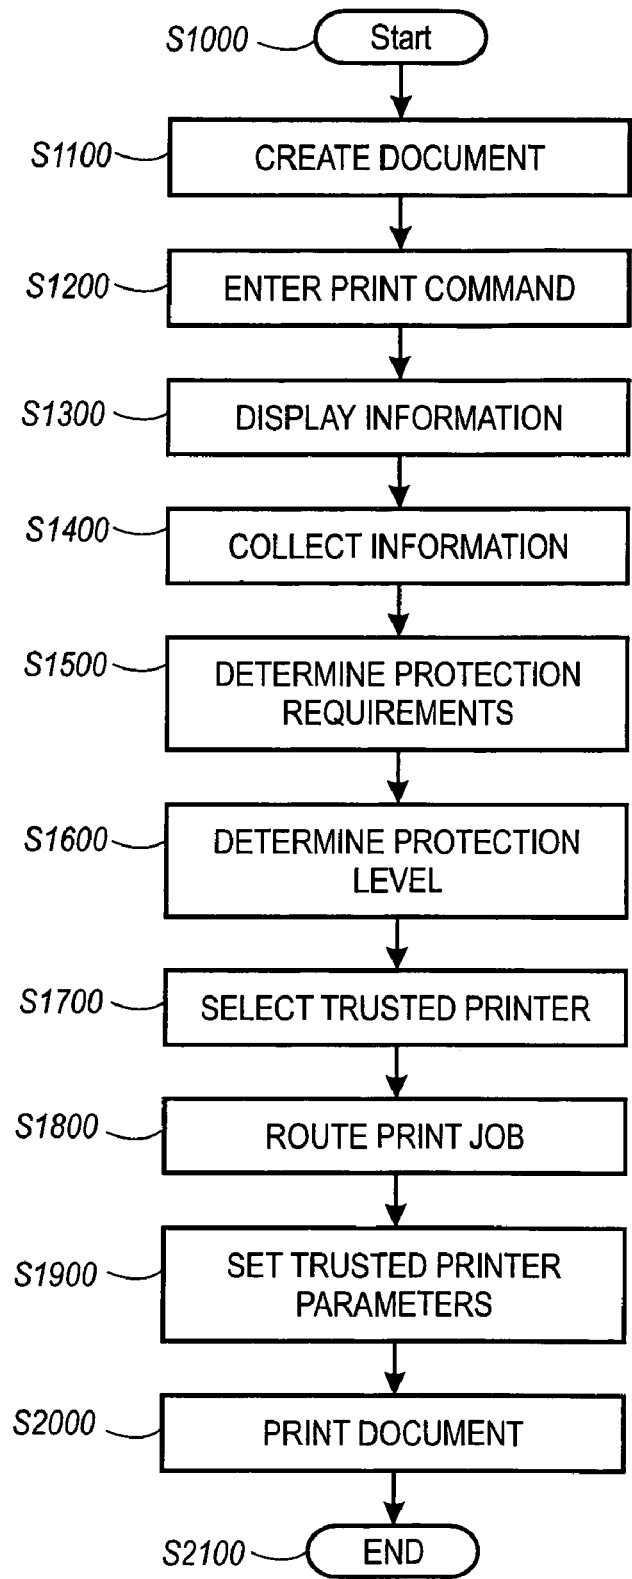 S1000 Start
S1100 CREATE DOCUMENT
S1200 ENTER PRINT COMMAND
S1300 DISPLAY INFORMATION
S1400 COLLECT INFORMATION
S1500 DETERMINE PROTECTION
REQUIREMENTS
S1600 DETERMINE PROTECTION
LEVEL
S1700 SELECT TRUSTED PRINTER
S1800 ROUTE PRINT JOB
S1900 SET TRUSTED PRINTER
PARAMETERS
S2000 PRINT DOCUMENT
S2100 END